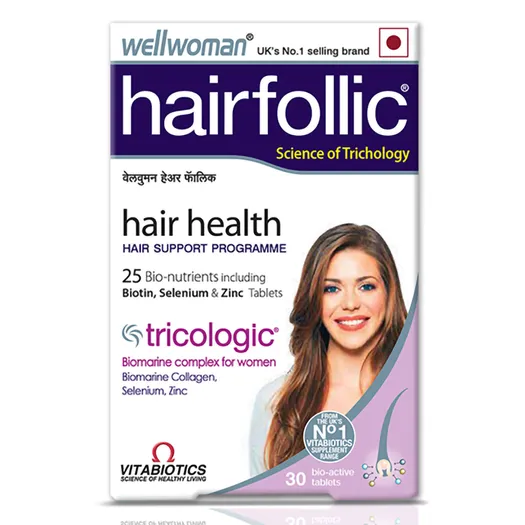 wellwoman® UK's No.1 selling brand
hairfollic®
Science of Trichology
वेलवुमन हेअर फॅालिक
hair health
HAIR SUPPORT PROGRAMME
25 Bio-nutrients including
Biotin, Selenium & Zinc Tablets
tricologic®
Biomarine complex for women
Biomarine Collagen,
Selenium, Zinc
FROM
THE UK'S
Nº1
VITABIOTICS
SUPPLEMENT
RANGE
30 bio-active
tablets
VITABIOTICS
SCIENCE OF HEALTHY LIVING